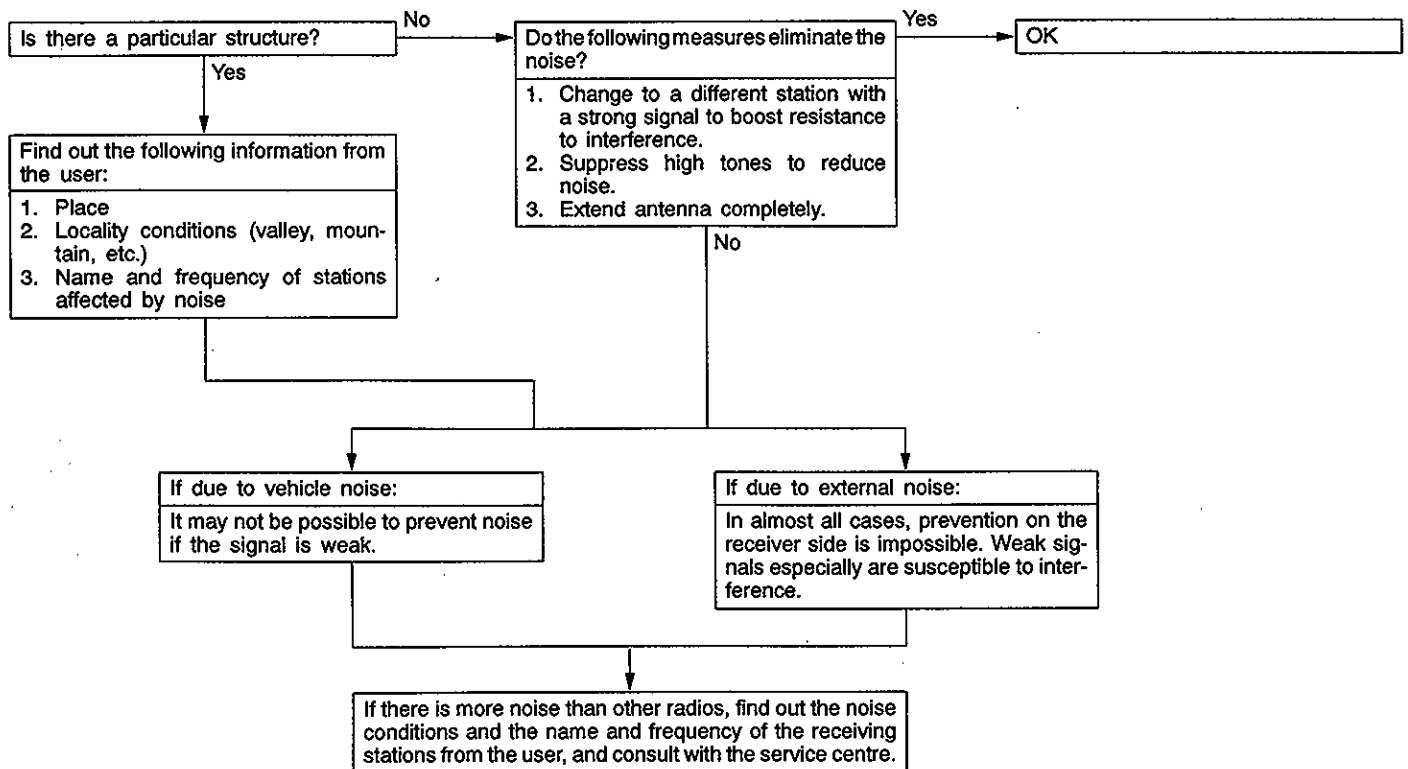 Is there a particular structure?
No
Do the following measures eliminate the
noise?
Yes
OK
1. Change to a different station with
a strong signal to boost resistance
to interference.
2. Suppress high tones to reduce
noise.
3. Extend antenna completely.
Yes
Find out the following information from
the user:
1. Place
2. Locality conditions (valley, moun-
tain, etc.)
3. Name and frequency of stations
affected by noise
No
If due to vehicle noise:
It may not be possible to prevent noise
if the signal is weak.
If due to external noise:
In almost all cases, prevention on the
receiver side is impossible. Weak sig-
nals especially are susceptible to inter-
ference.
If there is more noise than other radios, find out the noise
conditions and the name and frequency of the receiving
stations from the user, and consult with the service centre.